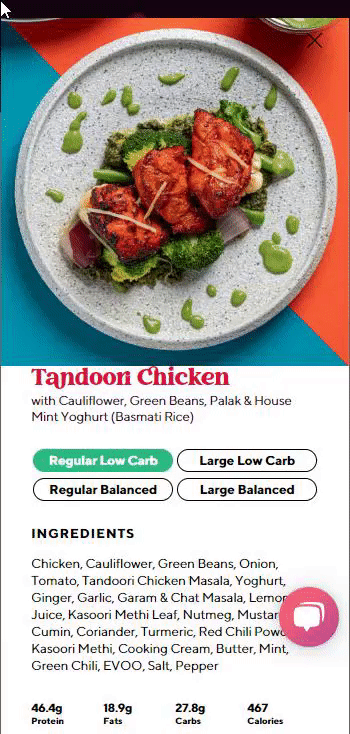 Tandoori Chicken
with Cauliflower, Green Beans, Palak & House
Mint Yoghurt (Basmati Rice)
Regular Low Carb
Large Low Carb
Regular Balanced
Large Balanced
INGREDIENTS
Chicken, Cauliflower, Green Beans, Onion,
Tomato, Tandoori Chicken Masala, Yoghurt,
Ginger, Garlic, Garam & Chat Masala, Lemon
Juice, Kasoori Methi Leaf, Nutmeg,
Cumin, Coriander, Turmeric, Red Chili
Kasoori Methi, Cooking Cream, Butter, Mint,
Green Chili, EVOO, Salt, Pepper
46.4g
18.9g
27.8g
467
Protein
Fats
Carbs
Calories